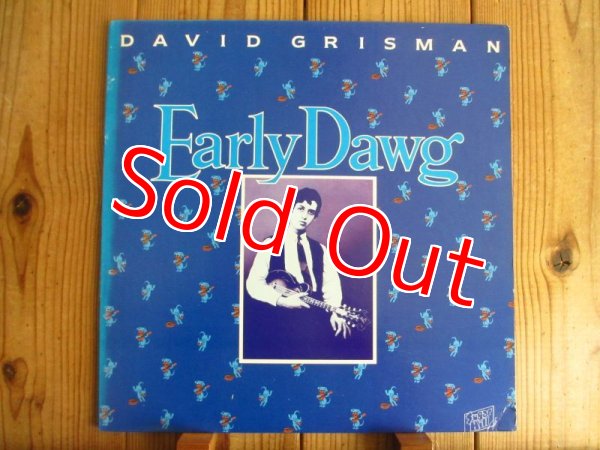 DAVID GRISMAN
Early Dawg
Sold Out